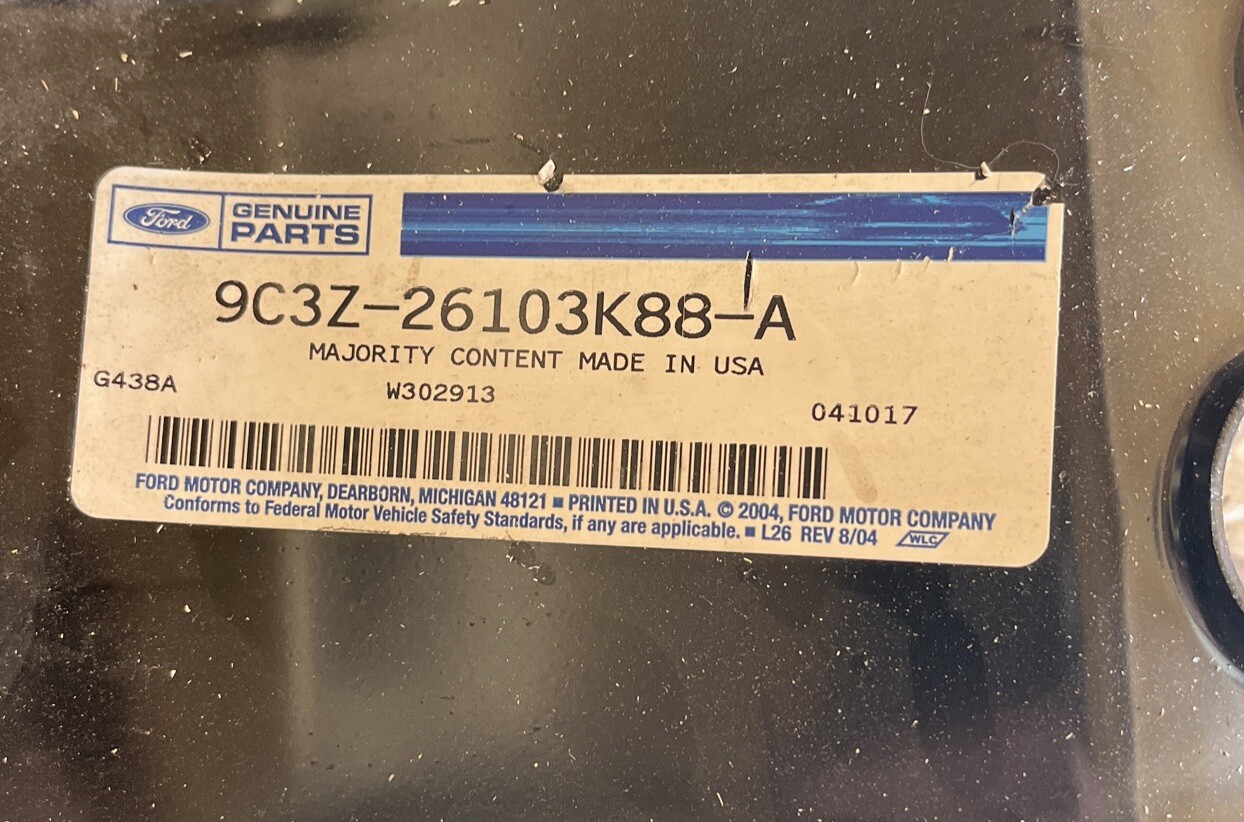 Ford GENUINE
PARTS
9C3Z-26103K88-A
MAJORITY CONTENT MADE IN USA
G438A W302913 041017
FORD MOTOR COMPANY, DEARBORN, MICHIGAN 48121 ■ PRINTED IN U.S.A. © 2004, FORD MOTOR COMPANY
Conforms to Federal Motor Vehicle Safety Standards, if any are applicable. ■ L26 REV 8/04 WLC